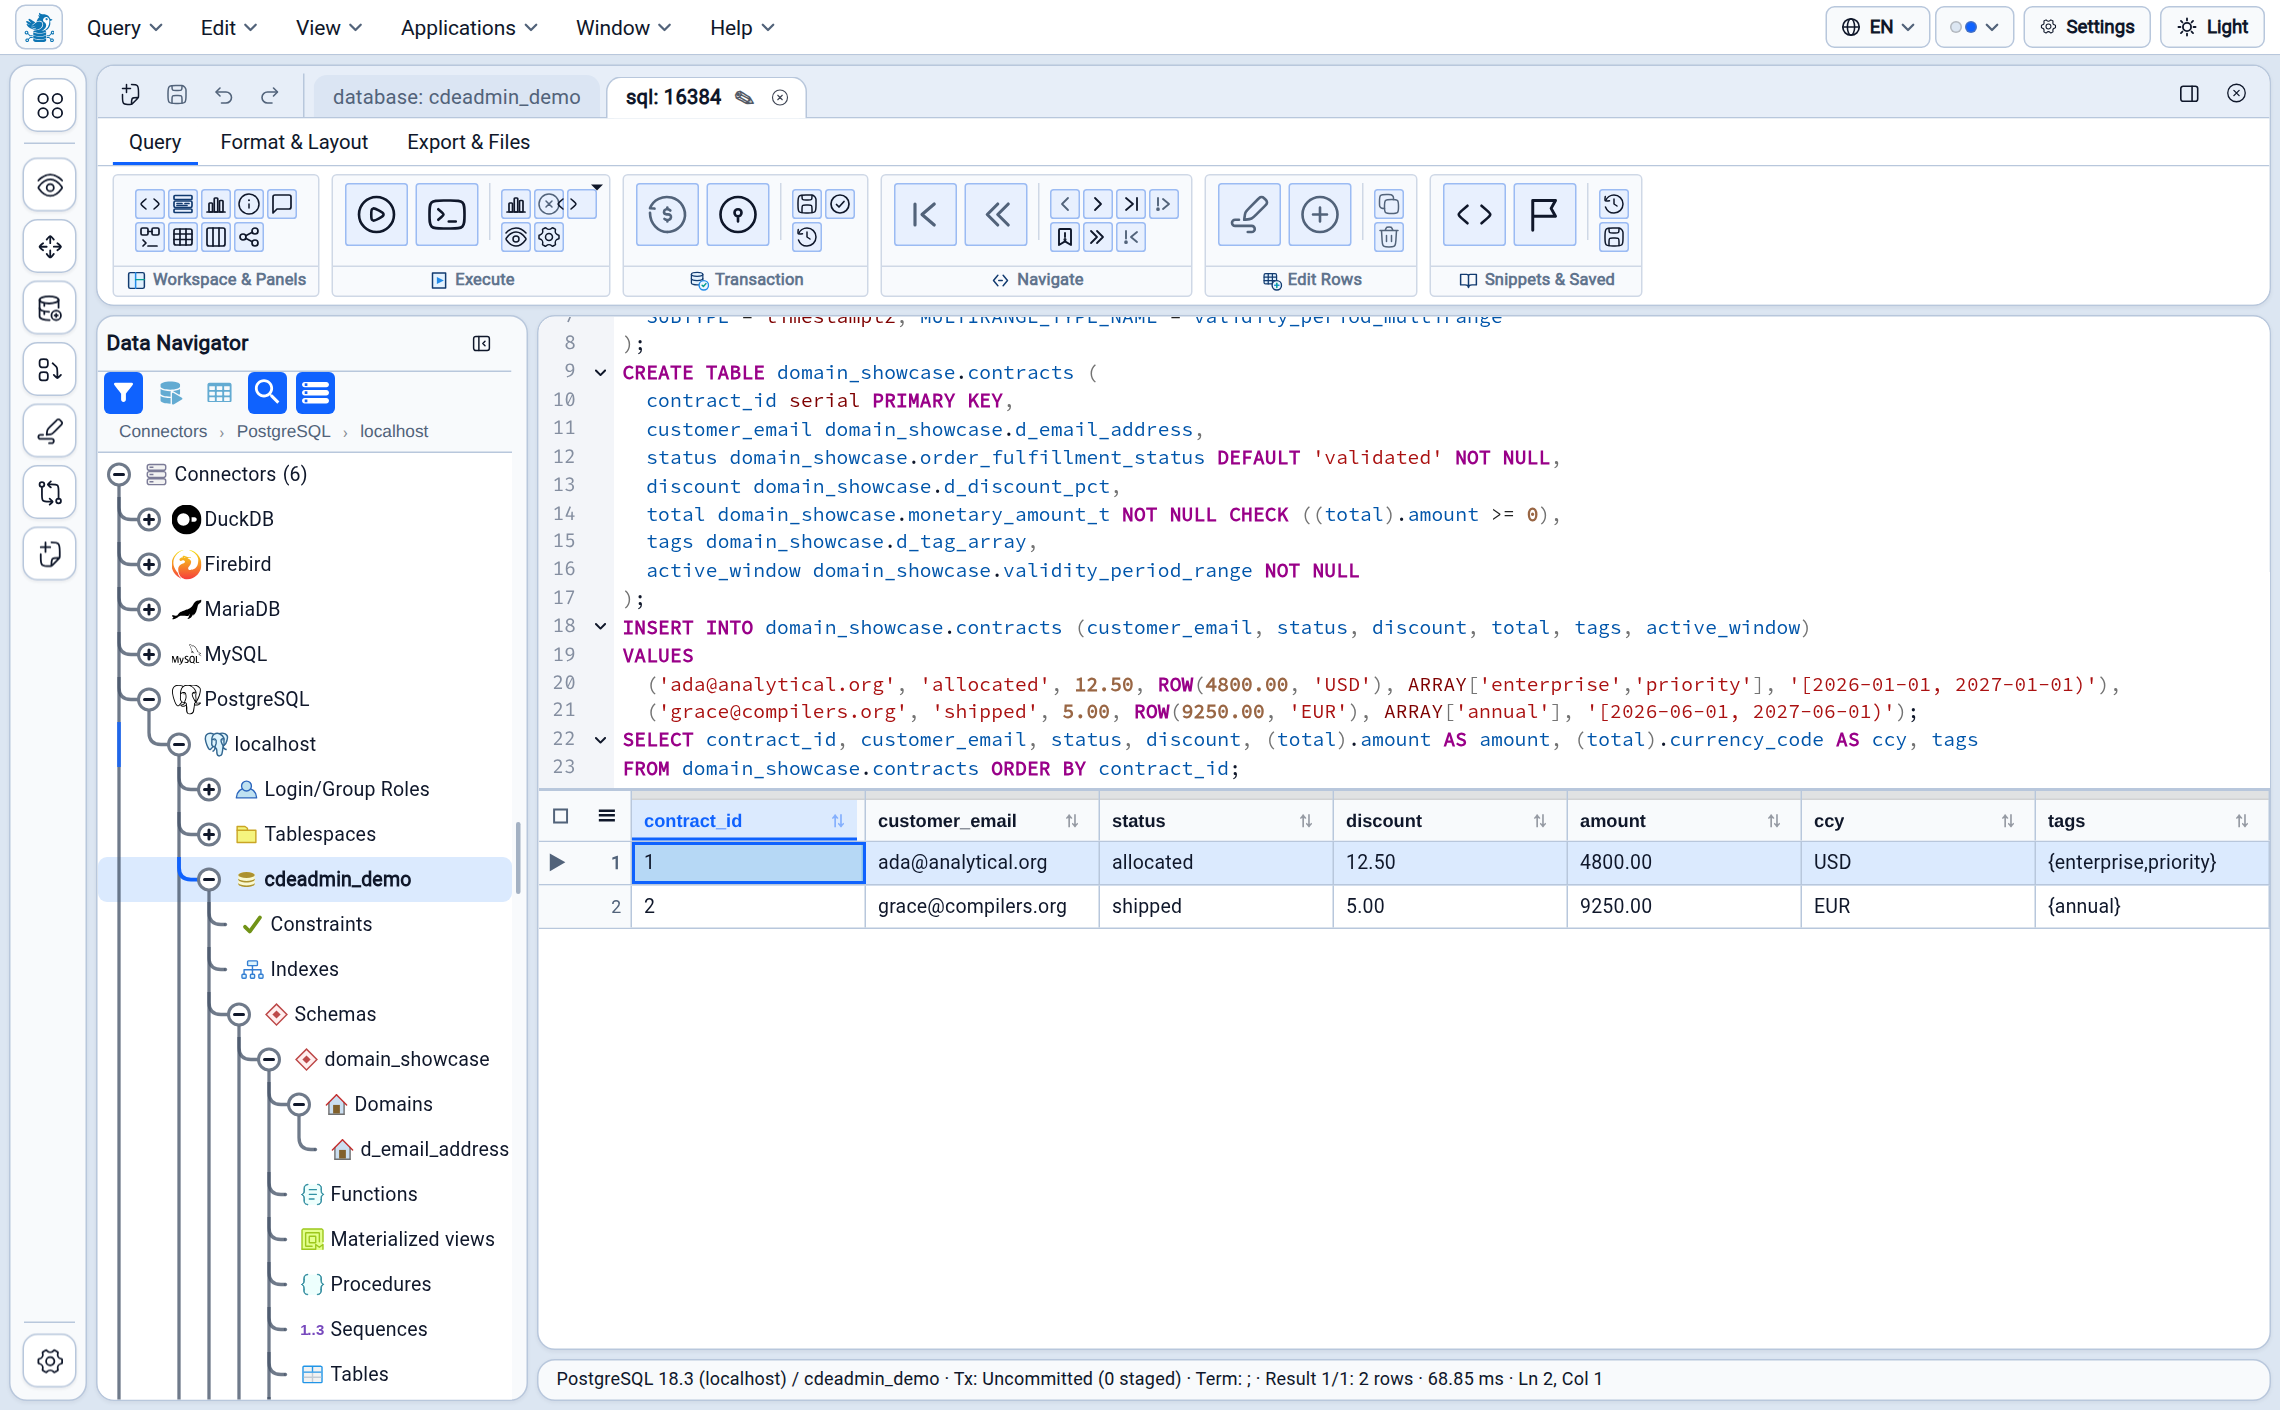 Query Edit View Applications Window Help EN Settings Light
database: cdeadmin_demo sql: 16384
Query Format & Layout Export & Files
Workspace & Panels Execute Transaction Navigate Edit Rows Snippets & Saved
Data Navigator
Connectors › PostgreSQL › localhost
Connectors (6)
DuckDB
Firebird
MariaDB
MySQL MySQL
PostgreSQL
localhost
Login/Group Roles
Tablespaces
cdeadmin_demo
Constraints
Indexes
Schemas
domain_showcase
Domains
d_email_address
Functions
Materialized views
Procedures
1..3 Sequences
Tables
7 SUBTYPE = timestamptz, MULTIRANGE_TYPE_NAME = validity_period_multirange
8 );
9 CREATE TABLE domain_showcase.contracts (
10 contract_id serial PRIMARY KEY,
11 customer_email domain_showcase.d_email_address,
12 status domain_showcase.order_fulfillment_status DEFAULT 'validated' NOT NULL,
13 discount domain_showcase.d_discount_pct,
14 total domain_showcase.monetary_amount_t NOT NULL CHECK ((total).amount >= 0),
15 tags domain_showcase.d_tag_array,
16 active_window domain_showcase.validity_period_range NOT NULL
17 );
18 INSERT INTO domain_showcase.contracts (customer_email, status, discount, total, tags, active_window)
19 VALUES
20 ('ada@analytical.org', 'allocated', 12.50, ROW(4800.00, 'USD'), ARRAY['enterprise','priority'], '[2026-01-01, 2027-01-01)'),
21 ('grace@compilers.org', 'shipped', 5.00, ROW(9250.00, 'EUR'), ARRAY['annual'], '[2026-06-01, 2027-06-01)');
22 SELECT contract_id, customer_email, status, discount, (total).amount AS amount, (total).currency_code AS ccy, tags
23 FROM domain_showcase.contracts ORDER BY contract_id;
contract_id customer_email status discount amount ccy tags
1 1 ada@analytical.org allocated 12.50 4800.00 USD {enterprise,priority}
2 2 grace@compilers.org shipped 5.00 9250.00 EUR {annual}
PostgreSQL 18.3 (localhost) / cdeadmin_demo · Tx: Uncommitted (0 staged) · Term: ; · Result 1/1: 2 rows · 68.85 ms · Ln 2, Col 1